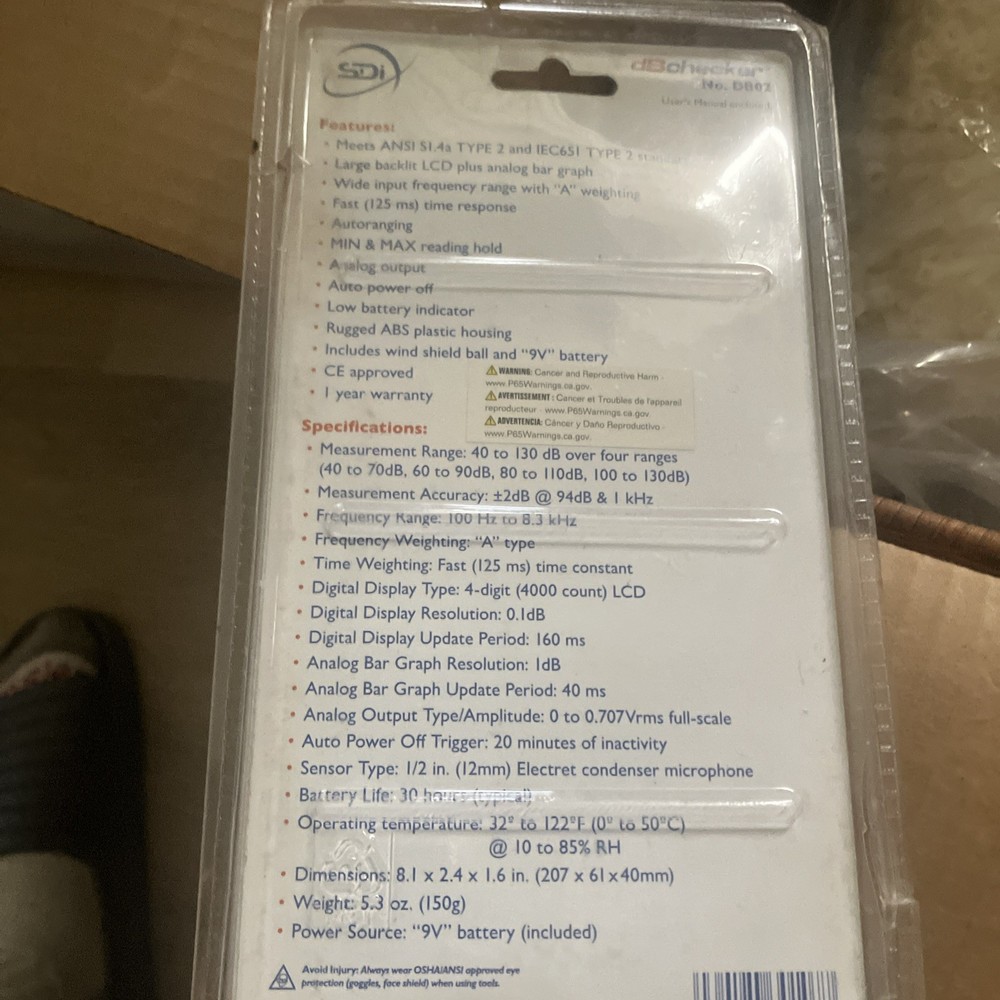 SDi
dBchecker™
No. DB02
User's Manual enclosed
Features:
• Meets ANSI S1.4a TYPE 2 and IEC651 TYPE 2
• Large backlit LCD plus analog bar graph
• Wide input frequency range with "A" weighting
• Fast (125 ms) time response
• Autoranging
• MIN & MAX reading hold
• Analog output
• Auto power off
• Low battery indicator
• Rugged ABS plastic housing
• Includes wind shield ball and "9V" battery
• CE approved
• 1 year warranty
⚠ WARNING: Cancer and Reproductive Harm -
www.P65Warnings.ca.gov.
⚠ AVERTISSEMENT : Cancer et Troubles de l'appareil
reproducteur - www.P65Warnings.ca.gov
⚠ ADVERTENCIA: Cáncer y Daño Reproductivo -
www.P65Warnings.ca.gov.
Specifications:
• Measurement Range: 40 to 130 dB over four ranges
(40 to 70dB, 60 to 90dB, 80 to 110dB, 100 to 130dB)
• Measurement Accuracy: ±2dB @ 94dB & 1 kHz
• Frequency Range: 100 Hz to 8.3 kHz
• Frequency Weighting: "A" type
• Time Weighting: Fast (125 ms) time constant
• Digital Display Type: 4-digit (4000 count) LCD
• Digital Display Resolution: 0.1dB
• Digital Display Update Period: 160 ms
• Analog Bar Graph Resolution: 1dB
• Analog Bar Graph Update Period: 40 ms
• Analog Output Type/Amplitude: 0 to 0.707Vrms full-scale
• Auto Power Off Trigger: 20 minutes of inactivity
• Sensor Type: 1/2 in. (12mm) Electret condenser microphone
• Battery Life: 30 hours (typical)
• Operating temperature: 32º to 122ºF (0º to 50ºC)
@ 10 to 85% RH
• Dimensions: 8.1 x 2.4 x 1.6 in. (207 x 61 x 40mm)
• Weight: 5.3 oz. (150g)
• Power Source: "9V" battery (included)
Avoid Injury: Always wear OSHA/ANSI approved eye
protection (goggles, face shield) when using tools.